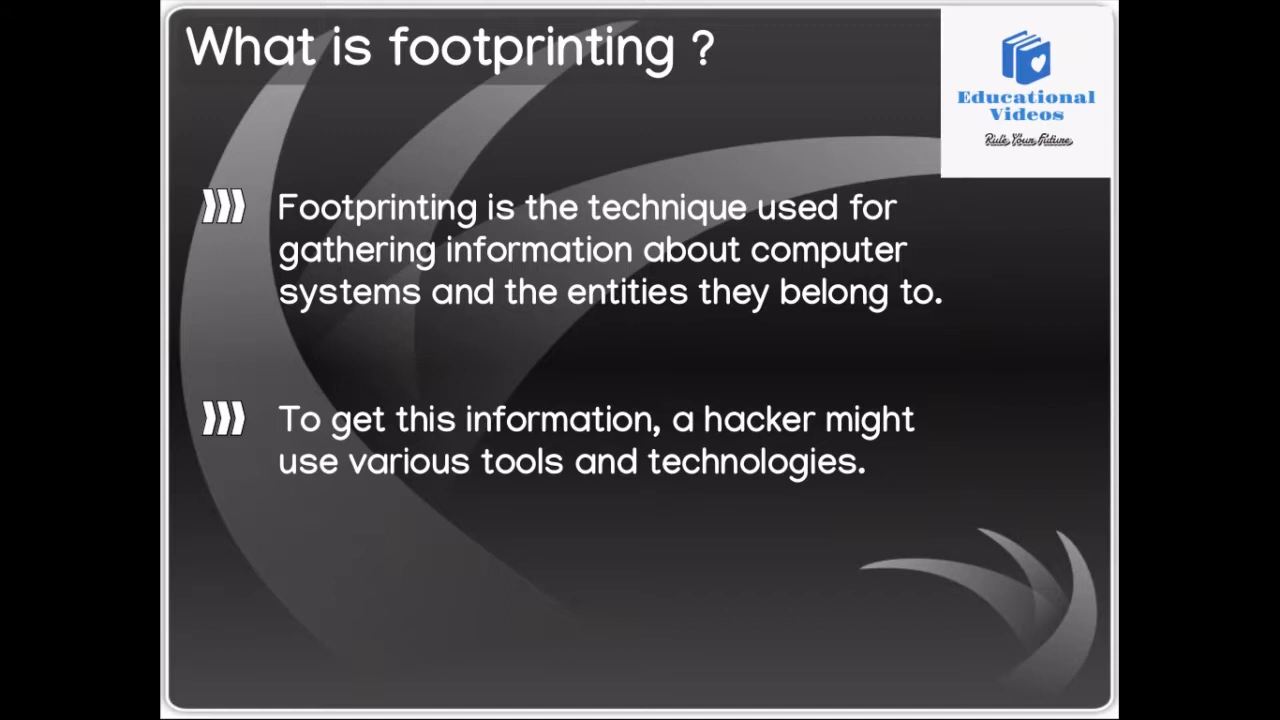 What is footprinting ?
Educational
Videos
Rule Your Future
Footprinting is the technique used for
gathering information about computer
systems and the entities they belong to.
To get this information, a hacker might
use various tools and technologies.